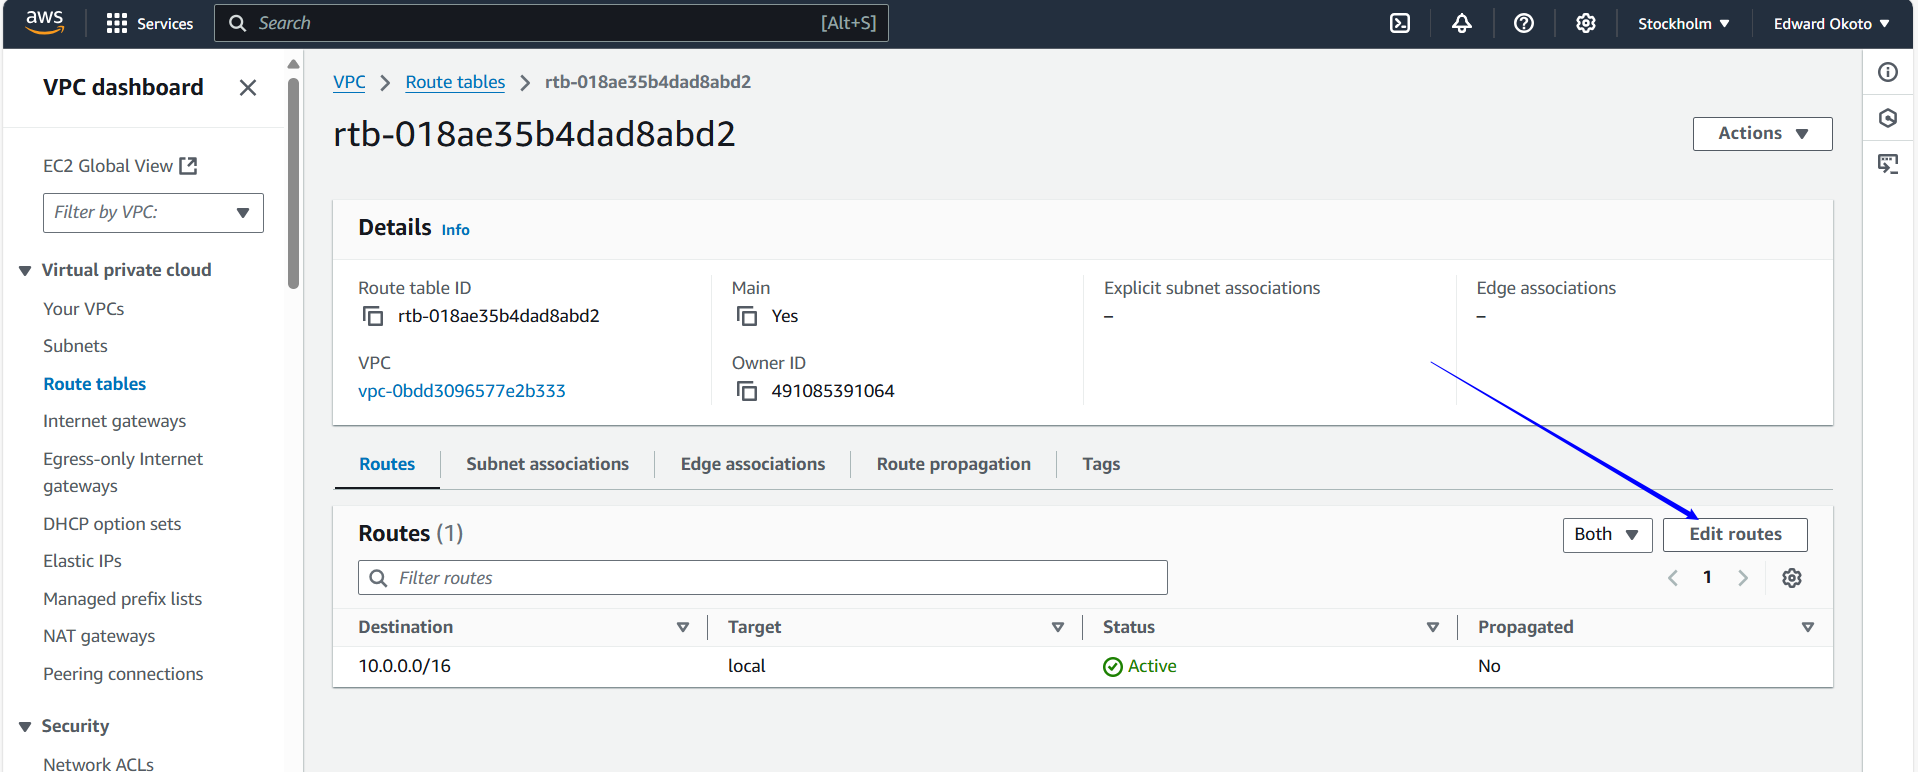 aws Services Search [Alt+S] Stockholm Edward Okoto
VPC dashboard
EC2 Global View
Filter by VPC:
Virtual private cloud
Your VPCs
Subnets
Route tables
Internet gateways
Egress-only Internet
gateways
DHCP option sets
Elastic IPs
Managed prefix lists
NAT gateways
Peering connections
Security
Network ACLs
VPC Route tables rtb-018ae35b4dad8abd2
rtb-018ae35b4dad8abd2
Actions
Details Info
Route table ID
rtb-018ae35b4dad8abd2
Main
Yes
Explicit subnet associations
–
Edge associations
–
VPC
vpc-0bdd3096577e2b333
Owner ID
491085391064
Routes Subnet associations Edge associations Route propagation Tags
Routes (1)
Both Edit routes
Filter routes
1
Destination Target Status Propagated
10.0.0.0/16 local Active No